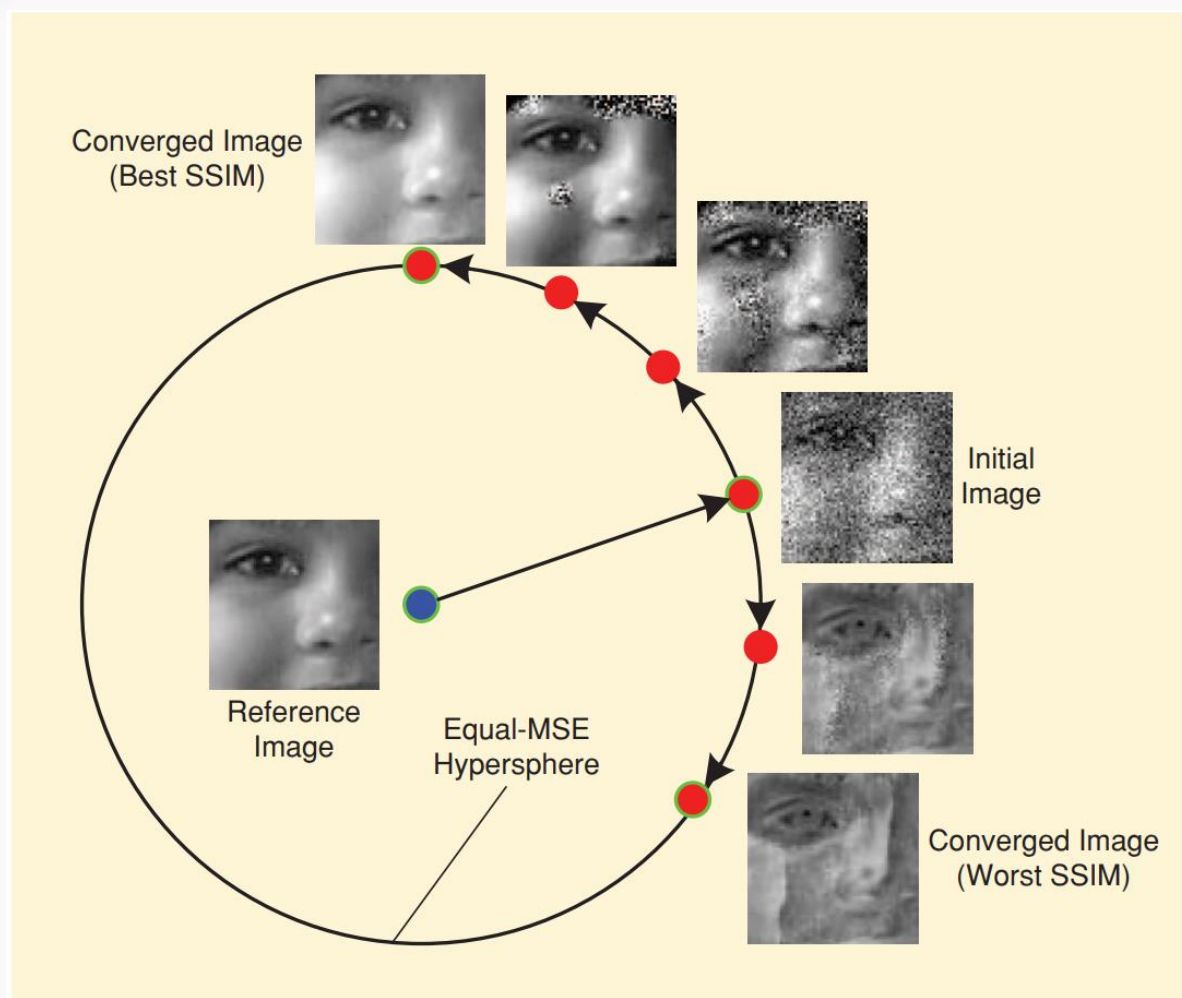 Converged Image
(Best SSIM)
Initial
Image
Reference
Image
Equal-MSE
Hypersphere
Converged Image
(Worst SSIM)